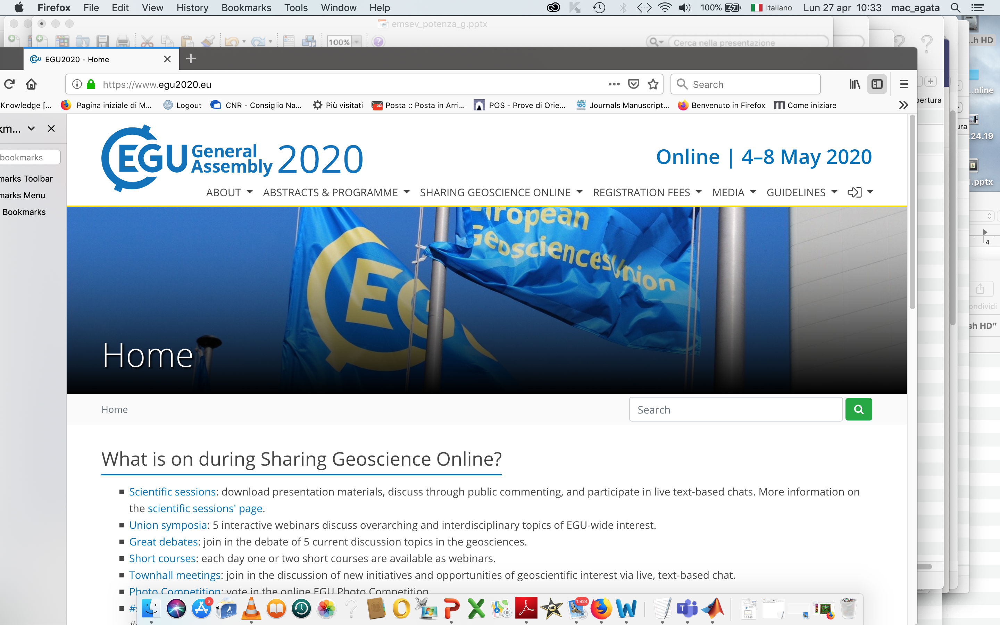 Firefox File Edit View History Bookmarks Tools Window Help 100% Italiano Lun 27 apr 10:33 mac_agata
emsev_potenza_g.pptx
100% Cerca nella presentazione
...h HD
EGU EGU2020 - Home
https://www.egu2020.eu
Search
...nline
Knowledge [... Pagina iniziale di M... Logout CNR - Consiglio Na... Più visitati 262 Posta :: Posta in Arri... POS - Prove di Orie... Journals Manuscript... Benvenuto in Firefox Come iniziare
pertura
km...
ura
24.19
EGU General Assembly 2020
Online | 4–8 May 2020
bookmarks
marks Toolbar
marks Menu
Bookmarks
.pptx
ABOUT ABSTRACTS & PROGRAMME SHARING GEOSCIENCE ONLINE REGISTRATION FEES MEDIA GUIDELINES
European
Geosciences Union
EG
4
ondividi
sh HD”
Home
Home
Search
What is on during Sharing Geoscience Online?
Scientific sessions: download presentation materials, discuss through public commenting, and participate in live text-based chats. More information on
the scientific sessions' page.
Union symposia: 5 interactive webinars discuss overarching and interdisciplinary topics of EGU-wide interest.
Great debates: join in the debate of 5 current discussion topics in the geosciences.
Short courses: each day one or two short courses are available as webinars.
Townhall meetings: join in the discussion of new initiatives and opportunities of geoscientific interest via live, text-based chat.
Photo Competition: vote in the online EGU Photo Competition
#
3
1.924
DOCX